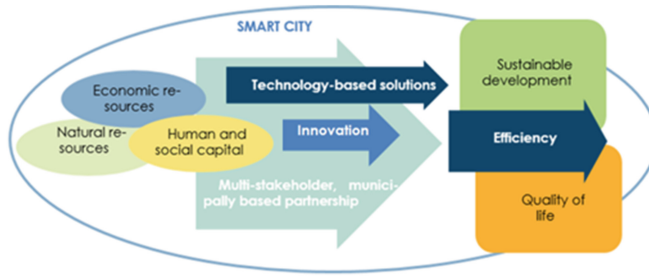 SMART CITY
Economic re-
sources
Natural re-
sources
Human and
social capital
Technology-based solutions
Innovation
Multi-stakeholder, munici-
pally based partnership
Sustainable
development
Efficiency
Quality of
life